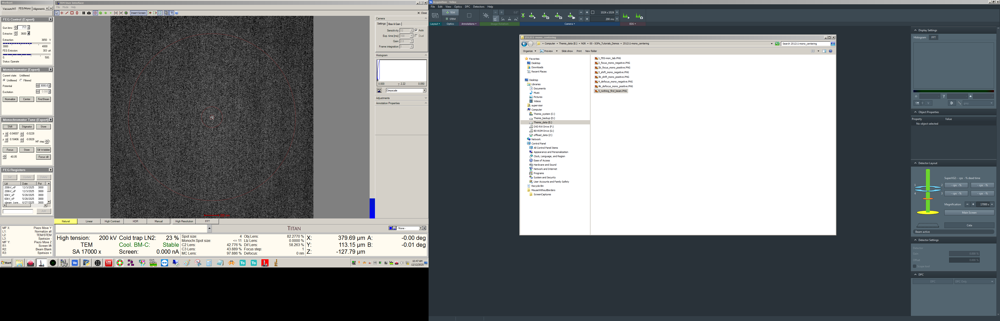 Workset
Vacuum/HT FEG/Mono Alignments
FEG Control (Expert)
Gun lens: 717
Extractor: 3600
Extraction 3650 V
3000 4000
FEG Emission: 303 uA
0. 500.
Status: Operate
Monochromator (Expert)
Current state: Unfiltered
Unfiltered Filtered
Potential 3000.0
Excitation 0.000
Normalize Center Find Beam
Monochromator Tune (Expert)
Shift Stigmator Store
x -0.04007 -0.0228
y 0.18406 -0.0028 MF step: 1
Focus Store Slit Wobbler
-40.05 Focus slit
FEG Registers
Set Update Delete
Lbl Date Pot
200kV_nP 12/3/2025 3000
200kV_uP 12/3/2025 3000
60kV_uP 5/28/2025 3000
60kV_nP 5/28/2025 3000
ubeam June... 6/27/2025 3000
Add
MF X: Piezo Move Y
L1: Normalize all
L2: TEM/STEM
L3: Spotsize -
MF Y: Piezo Move Z
R1: Screen lift
R2: Beam Blank
R3: Spotsize +
TEM User Interface
File Mode Help
Insert Screen
Close
Camera
Settings Bias & Gain
Sensitivity: 12 Auto
Exp. time [ms]: 100 Dual
Gain: 2.8
Frame integration: 1
Histogram
0.000 γ: 2.22 0.050
Greyscale
Adjustments
Annotation Properties
Natural Linear High Contrast HDR Manual High Resolution FFT
TITAN
- None -
High tension: 200 kV
TEM
SA 17000 x
Cold trap LN2: 23 %
Cool. BM-C: Stable
Screen: 0.000 nA
Spot size: 4
Monochr.Spot size: <= 11
C2 Lens: 42.776 %
C3 Lens: 43.889 %
MC Lens: 97.886 %
Obj Lens: 82.2770 %
Ltz Lens: 0.0000 %
Dif Lens: 58.263 %
Focus step: 1
Defocus: 0 nm
X: 379.69 µm A: -0.00 deg
Y: 113.15 µm B: -0.01 deg
Z: -127.79 µm
Start
Ve
To
To
10:47 AM
12/12/2025
Ve Acquisition - Velox
File Edit View Optics DPC Detectors Help
TEM
STEM
0.0°
1024 x 1024
200 ms
Layout Optics Annotations Image Rotation Camera EDS
251211-mono_centering
Computer Themis_data (E:) NGR 00 - SOPs_Tutorials_Demos 251211-mono_centering
Search 251211-mono_centering
Organize Preview Slide show Print New folder
Favorites
Desktop
Downloads
Recent Places
Desktop
Libraries
Documents
Music
Pictures
Videos
supervisor
Computer
Themis_system (C:)
Themis_backup (D:)
Themis_data (E:)
DVD RW Drive (F:)
BD-ROM Drive (G:)
offload_data (Z:)
Network
Control Panel
All Control Panel Items
Appearance and Personalization
Clock, Language, and Region
Ease of Access
Hardware and Sound
Network and Internet
Programs
System and Security
User Accounts and Family Safety
Recycle Bin
MouseWithoutBorders
ScreenCaptures
1_FEG-mon_tab.PNG
2_focus_mono_negative.PNG
2b_focus_mono_positive.PNG
3_shift_mono_negative.PNG
3b_shift_mono_positive.PNG
4_defocus_mono_negative.PNG
4b_defocus_mono_positive.PNG
5_nothing_find_beam.PNG
Display Settings
Histogram FFT
γ
gray
Object Properties
Property Value
No object selected
Detector Layout
SuperXG2: - cps -% dead time
1 2 - cps -% - cps -%
4 3 - cps -% - cps -%
Magnification 17000 x
Main Screen
Ceta
Beam active
Detector Settings
Detector
Gain 0.000 %
Offset 0.000 %
Scope tool
DPC
DPC DPC Only